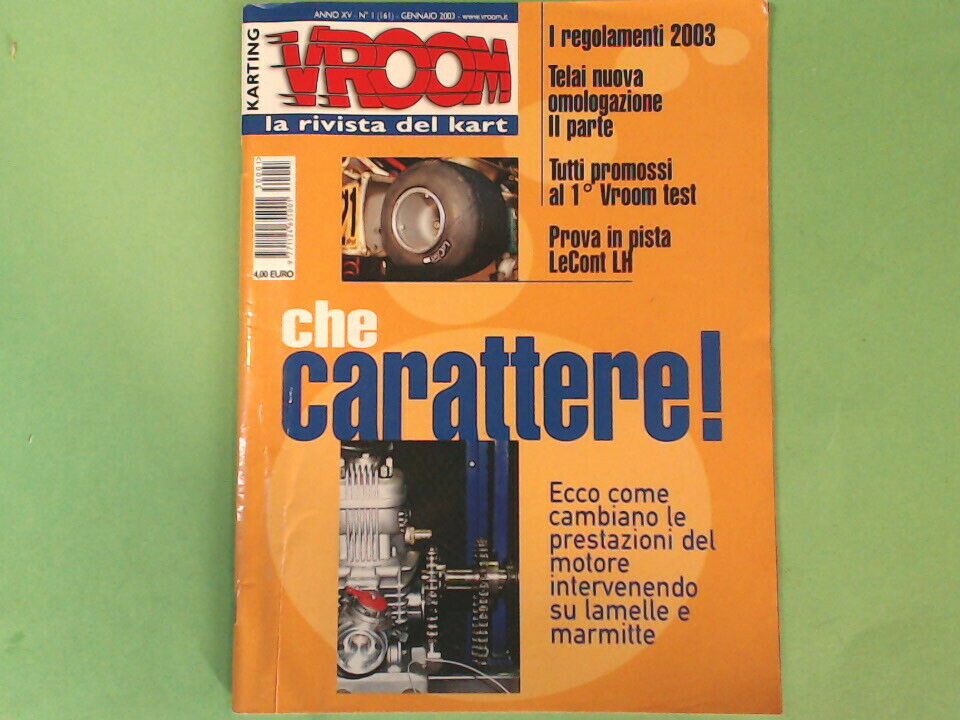 ANNO XV - N° 1 (161) - GENNAIO 2003 - www.vroom.it
KARTING
VROOM
la rivista del kart
I regolamenti 2003
Telai nuova
omologazione
II parte
Tutti promossi
al 1° Vroom test
Prova in pista
LeCont LH
30001
4,00 EURO
21
che
carattere!
Ecco come
cambiano le
prestazioni del
motore
intervenendo
su lamelle e
marmitte